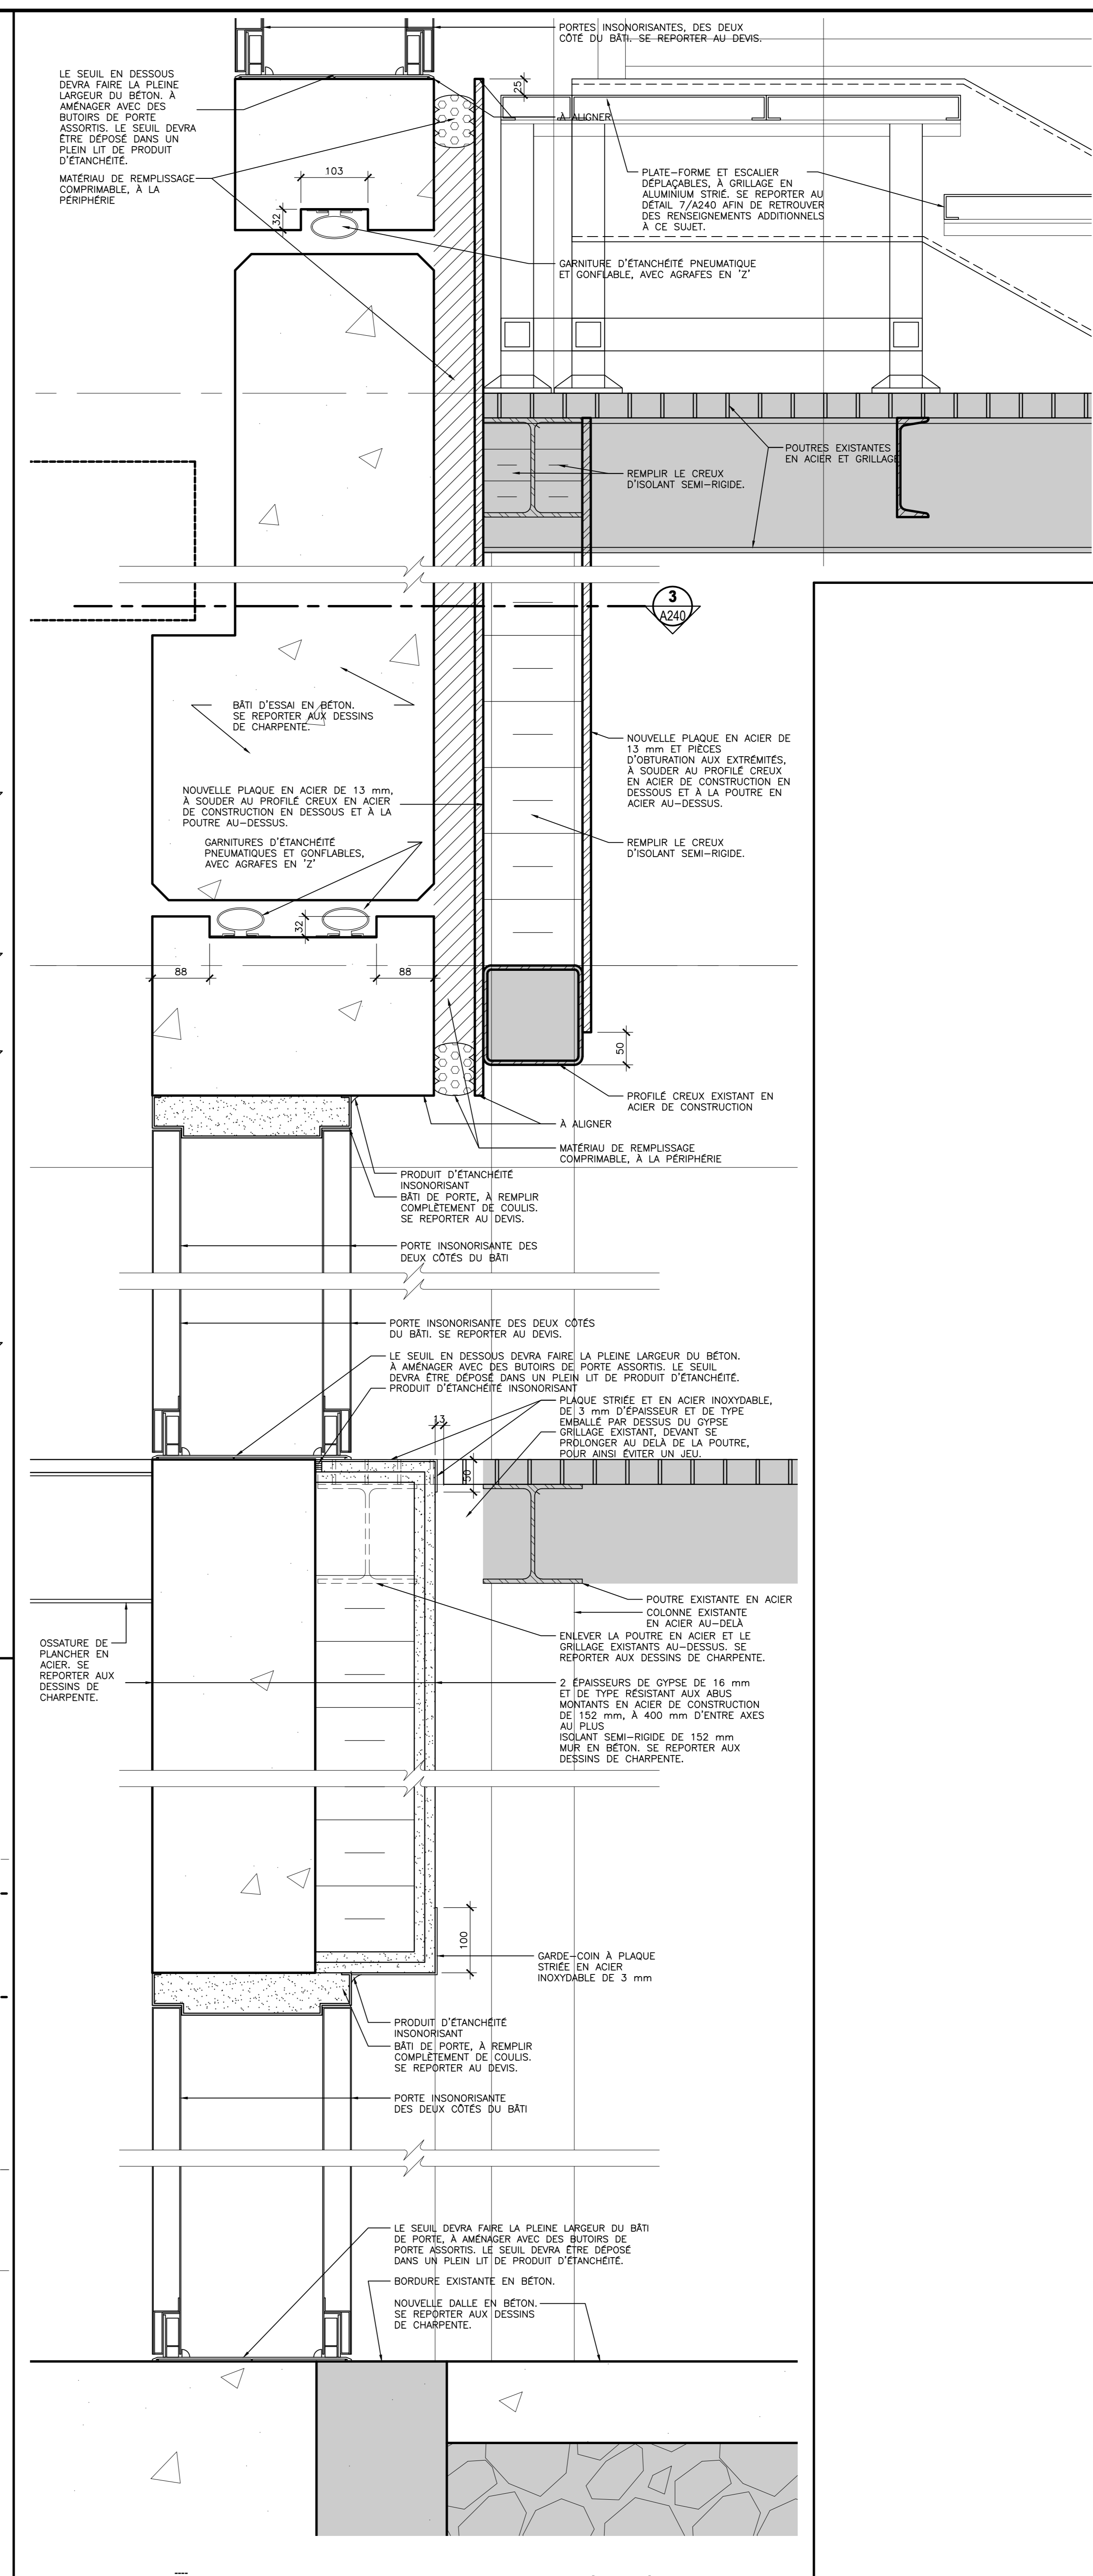 PORTES INSONORISANTES, DES DEUX
CÔTÉ DU BÂTI. SE REPORTER AU DEVIS.
LE SEUIL EN DESSOUS
DEVRA FAIRE LA PLEINE
LARGEUR DU BÉTON. À
AMÉNAGER AVEC DES
BUTOIRS DE PORTE
ASSORTIS. LE SEUIL DEVRA
ÊTRE DÉPOSÉ DANS UN
PLEIN LIT DE PRODUIT
D'ÉTANCHÉITÉ.
25
À ALIGNER
MATÉRIAU DE REMPLISSAGE
COMPRIMABLE, À LA
PÉRIPHÉRIE
103
32
PLATE-FORME ET ESCALIER
DÉPLAÇABLES, À GRILLAGE EN
ALUMINIUM STRIÉ. SE REPORTER AU
DÉTAIL 7/A240 AFIN DE RETROUVER
DES RENSEIGNEMENTS ADDITIONNELS
À CE SUJET.
GARNITURE D'ÉTANCHÉITÉ PNEUMATIQUE
ET GONFLABLE, AVEC AGRAFES EN 'Z'
POUTRES EXISTANTES
EN ACIER ET GRILLAGE
REMPLIR LE CREUX
D'ISOLANT SEMI-RIGIDE.
3
A240
BÂTI D'ESSAI EN BÉTON.
SE REPORTER AUX DESSINS
DE CHARPENTE.
NOUVELLE PLAQUE EN ACIER DE
13 mm ET PIÈCES
D'OBTURATION AUX EXTRÉMITÉS,
À SOUDER AU PROFILÉ CREUX
EN ACIER DE CONSTRUCTION EN
DESSOUS ET À LA POUTRE EN
ACIER AU-DESSUS.
NOUVELLE PLAQUE EN ACIER DE 13 mm,
À SOUDER AU PROFILÉ CREUX EN ACIER
DE CONSTRUCTION EN DESSOUS ET À LA
POUTRE AU-DESSUS.
GARNITURES D'ÉTANCHÉITÉ
PNEUMATIQUES ET GONFLABLES,
AVEC AGRAFES EN 'Z'
REMPLIR LE CREUX
D'ISOLANT SEMI-RIGIDE.
32
88
88
50
PROFILÉ CREUX EXISTANT EN
ACIER DE CONSTRUCTION
À ALIGNER
MATÉRIAU DE REMPLISSAGE
COMPRIMABLE, À LA PÉRIPHÉRIE
PRODUIT D'ÉTANCHÉITÉ
INSONORISANT
BÂTI DE PORTE, À REMPLIR
COMPLÈTEMENT DE COULIS.
SE REPORTER AU DEVIS.
PORTE INSONORISANTE DES
DEUX CÔTÉS DU BÂTI
PORTE INSONORISANTE DES DEUX CÔTÉS
DU BÂTI. SE REPORTER AU DEVIS.
LE SEUIL EN DESSOUS DEVRA FAIRE LA PLEINE LARGEUR DU BÉTON.
À AMÉNAGER AVEC DES BUTOIRS DE PORTE ASSORTIS. LE SEUIL
DEVRA ÊTRE DÉPOSÉ DANS UN PLEIN LIT DE PRODUIT D'ÉTANCHÉITÉ.
PRODUIT D'ÉTANCHÉITÉ INSONORISANT
PLAQUE STRIÉE ET EN ACIER INOXYDABLE,
DE 3 mm D'ÉPAISSEUR ET DE TYPE
EMBALLÉ PAR DESSUS DU GYPSE
GRILLAGE EXISTANT, DEVANT SE
PROLONGER AU DELÀ DE LA POUTRE,
POUR AINSI ÉVITER UN JEU.
13
50
POUTRE EXISTANTE EN ACIER
COLONNE EXISTANTE
EN ACIER AU-DELÀ
ENLEVER LA POUTRE EN ACIER ET LE
GRILLAGE EXISTANTS AU-DESSUS. SE
REPORTER AUX DESSINS DE CHARPENTE.
OSSATURE DE
PLANCHER EN
ACIER. SE
REPORTER AUX
DESSINS DE
CHARPENTE.
2 ÉPAISSEURS DE GYPSE DE 16 mm
ET DE TYPE RÉSISTANT AUX ABUS
MONTANTS EN ACIER DE CONSTRUCTION
DE 152 mm, À 400 mm D'ENTRE AXES
AU PLUS
ISOLANT SEMI-RIGIDE DE 152 mm
MUR EN BÉTON. SE REPORTER AUX
DESSINS DE CHARPENTE.
100
GARDE-COIN À PLAQUE
STRIÉE EN ACIER
INOXYDABLE DE 3 mm
PRODUIT D'ÉTANCHÉITÉ
INSONORISANT
BÂTI DE PORTE, À REMPLIR
COMPLÈTEMENT DE COULIS.
SE REPORTER AU DEVIS.
PORTE INSONORISANTE
DES DEUX CÔTÉS DU BÂTI
LE SEUIL DEVRA FAIRE LA PLEINE LARGEUR DU BÂTI
DE PORTE, À AMÉNAGER AVEC DES BUTOIRS DE
PORTE ASSORTIS. LE SEUIL DEVRA ÊTRE DÉPOSÉ
DANS UN PLEIN LIT DE PRODUIT D'ÉTANCHÉITÉ.
BORDURE EXISTANTE EN BÉTON.
NOUVELLE DALLE EN BÉTON.
SE REPORTER AUX DESSINS
DE CHARPENTE.